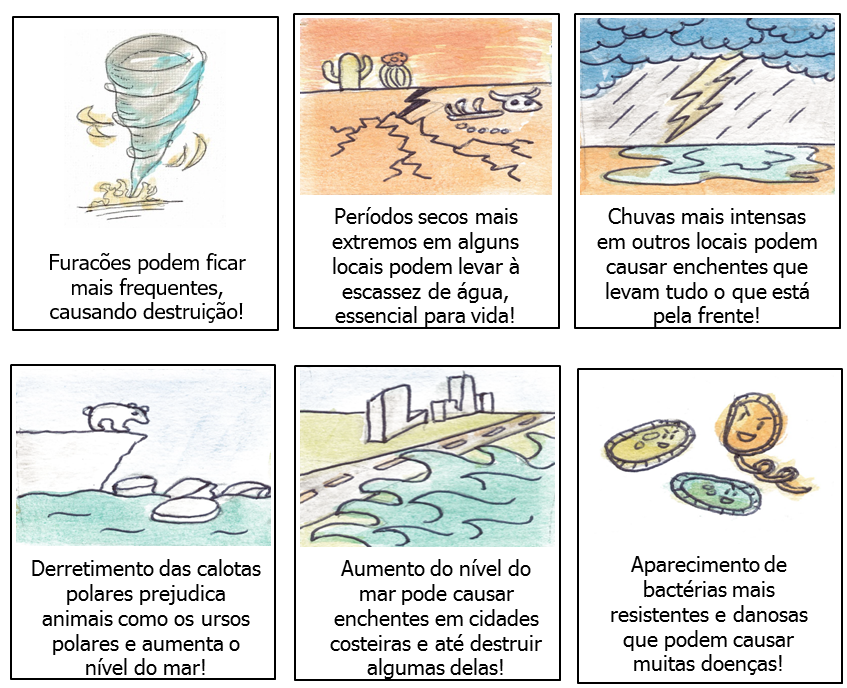 Furacões podem ficar
mais frequentes,
causando destruição!
Períodos secos mais
extremos em alguns
locais podem levar à
escassez de água,
essencial para vida!
Chuvas mais intensas
em outros locais podem
causar enchentes que
levam tudo o que está
pela frente!
Derretimento das calotas
polares prejudica
animais como os ursos
polares e aumenta o
nível do mar!
Aumento do nível do
mar pode causar
enchentes em cidades
costeiras e até destruir
algumas delas!
Aparecimento de
bactérias mais
resistentes e danosas
que podem causar
muitas doenças!